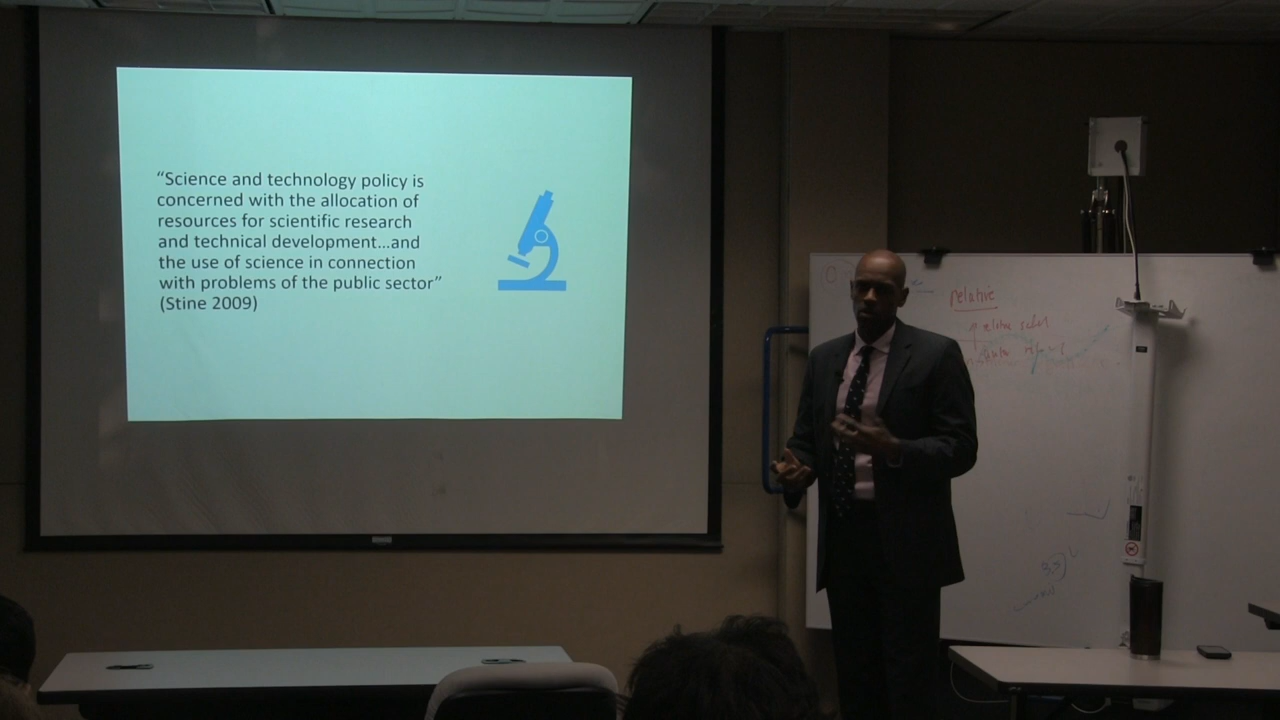 “Science and technology policy is
concerned with the allocation of
resources for scientific research
and technical development...and
the use of science in connection
with problems of the public sector”
(Stine 2009)
relative